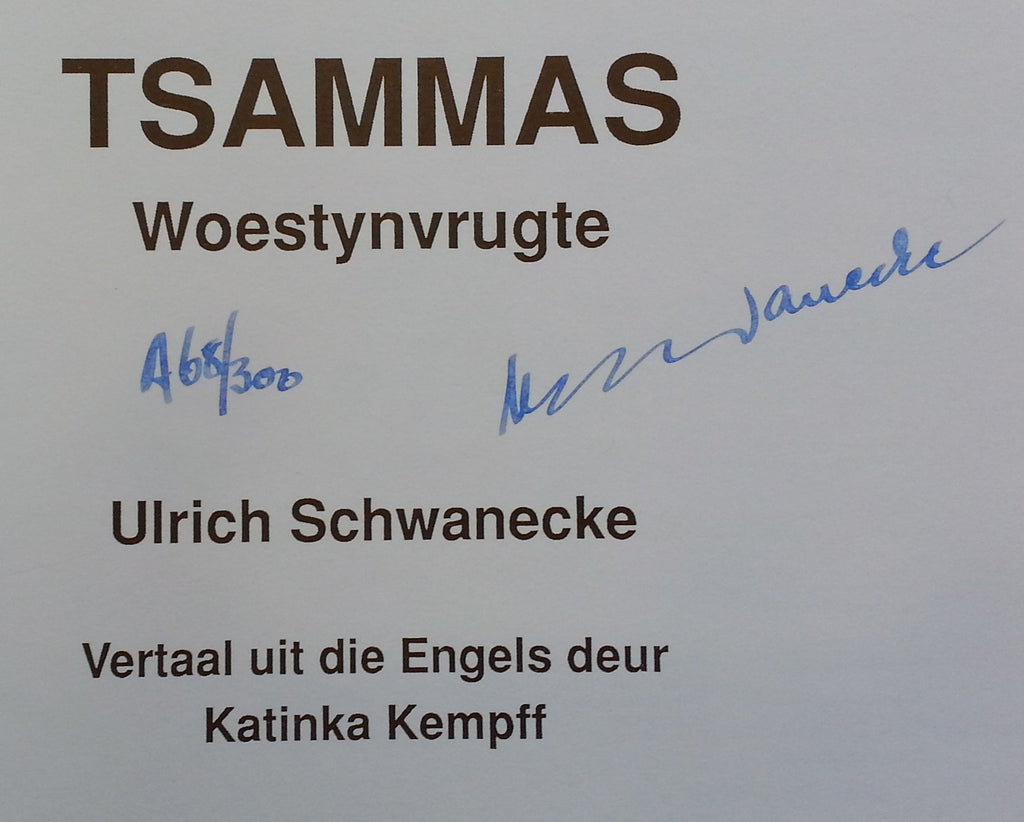 TSAMMAS
Woestynvrugte
A68/300
Ulrich Schwanecke
Vertaal uit die Engels deur
Katinka Kempff